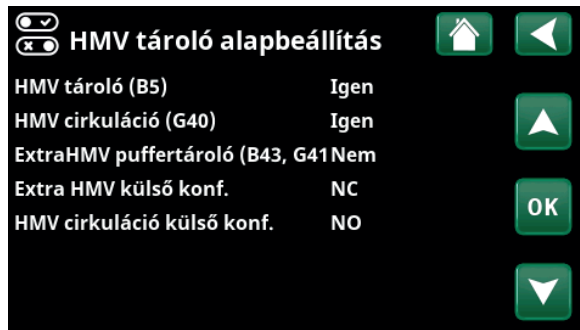 HMV tároló alapbeállítás
HMV tároló (B5) Igen
HMV cirkuláció (G40) Igen
ExtraHMV puffertároló (B43, G41 Nem
Extra HMV külső konf. NC
HMV cirkuláció külső konf. NO
OK